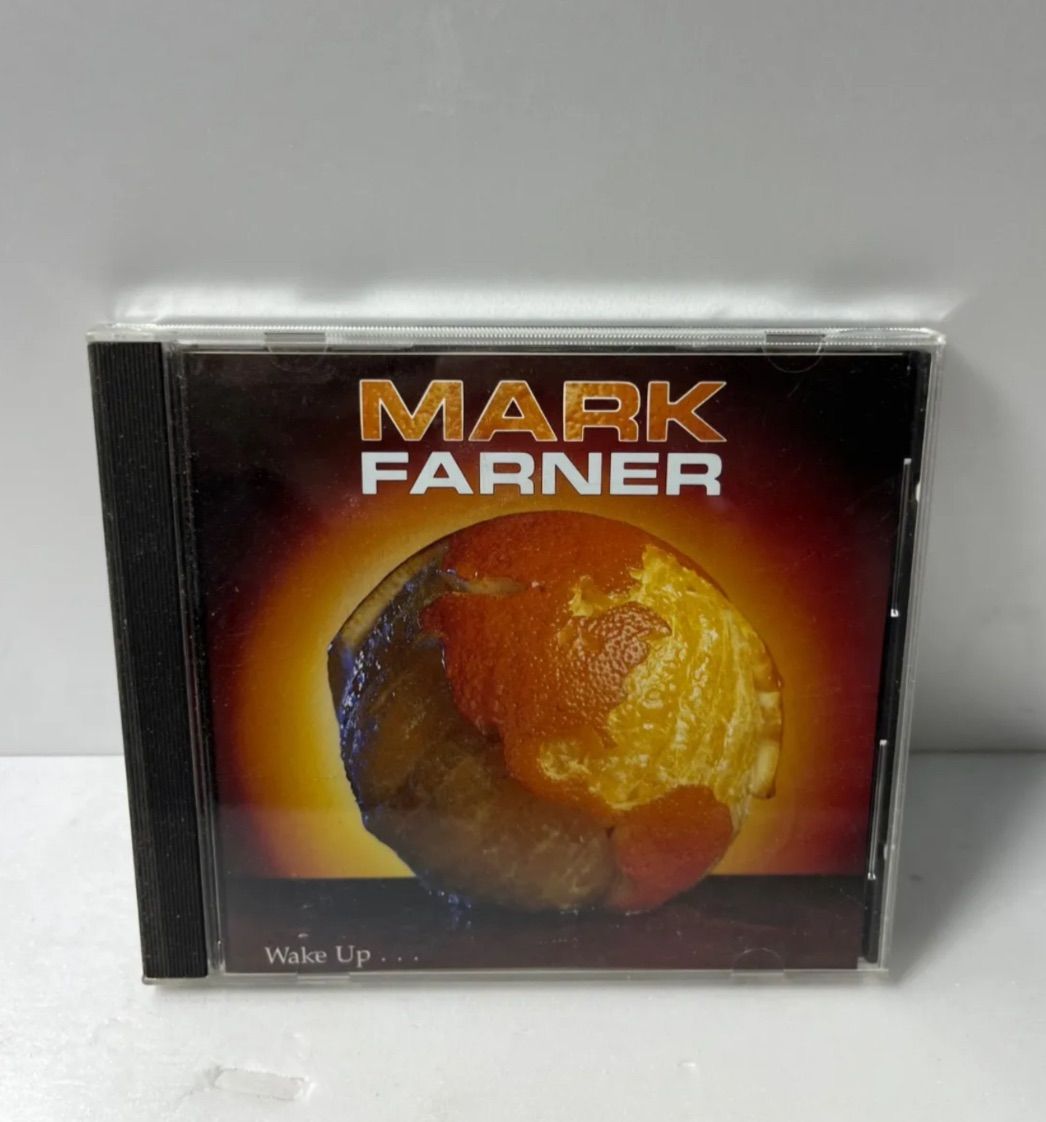 MARK
FARNER
Wake Up . . .